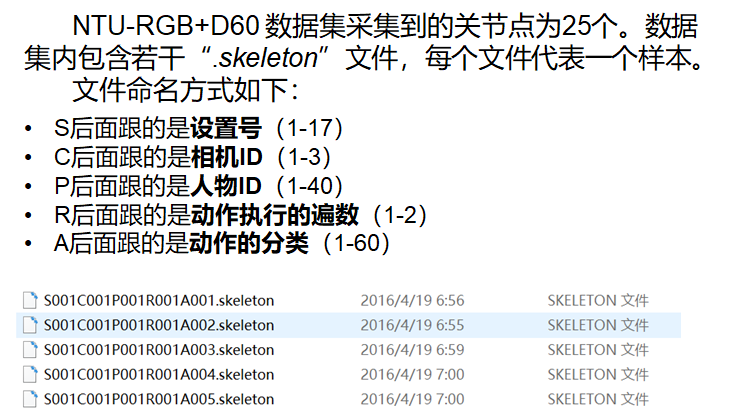 NTU-RGB+D60 数据集采集到的关节点为25个。数据
集内包含若干“.skeleton”文件，每个文件代表一个样本。
文件命名方式如下：
• S后面跟的是设置号（1-17）
• C后面跟的是相机ID（1-3）
• P后面跟的是人物ID（1-40）
• R后面跟的是动作执行的遍数（1-2）
• A后面跟的是动作的分类（1-60）
S001C001P001R001A001.skeleton 2016/4/19 6:56 SKELETON 文件
S001C001P001R001A002.skeleton 2016/4/19 6:55 SKELETON 文件
S001C001P001R001A003.skeleton 2016/4/19 6:59 SKELETON 文件
S001C001P001R001A004.skeleton 2016/4/19 7:00 SKELETON 文件
S001C001P001R001A005.skeleton 2016/4/19 7:00 SKELETON 文件